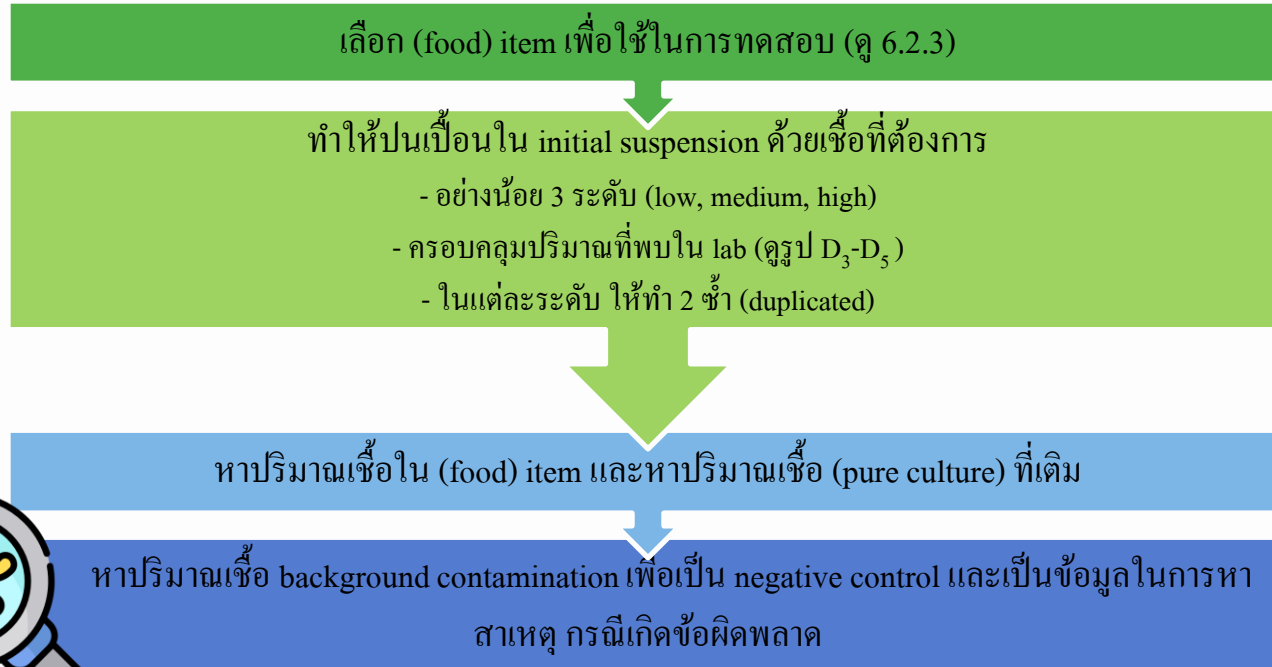 เลือก (food) item เพื่อใช้ในการทดสอบ (ดู 6.2.3)
ทำให้ปนเปื้อนใน initial suspension ด้วยเชื้อที่ต้องการ
- อย่างน้อย 3 ระดับ (low, medium, high)
- ครอบคลุมปริมาณที่พบใน lab (ดูรูป D₃-D₅ )
- ในแต่ละระดับ ให้ทำ 2 ซ้ำ (duplicated)
หาปริมาณเชื้อใน (food) item และหาปริมาณเชื้อ (pure culture) ที่เติม
หาปริมาณเชื้อ background contamination เพื่อเป็น negative control และเป็นข้อมูลในการหา
สาเหตุ กรณีเกิดข้อผิดพลาด